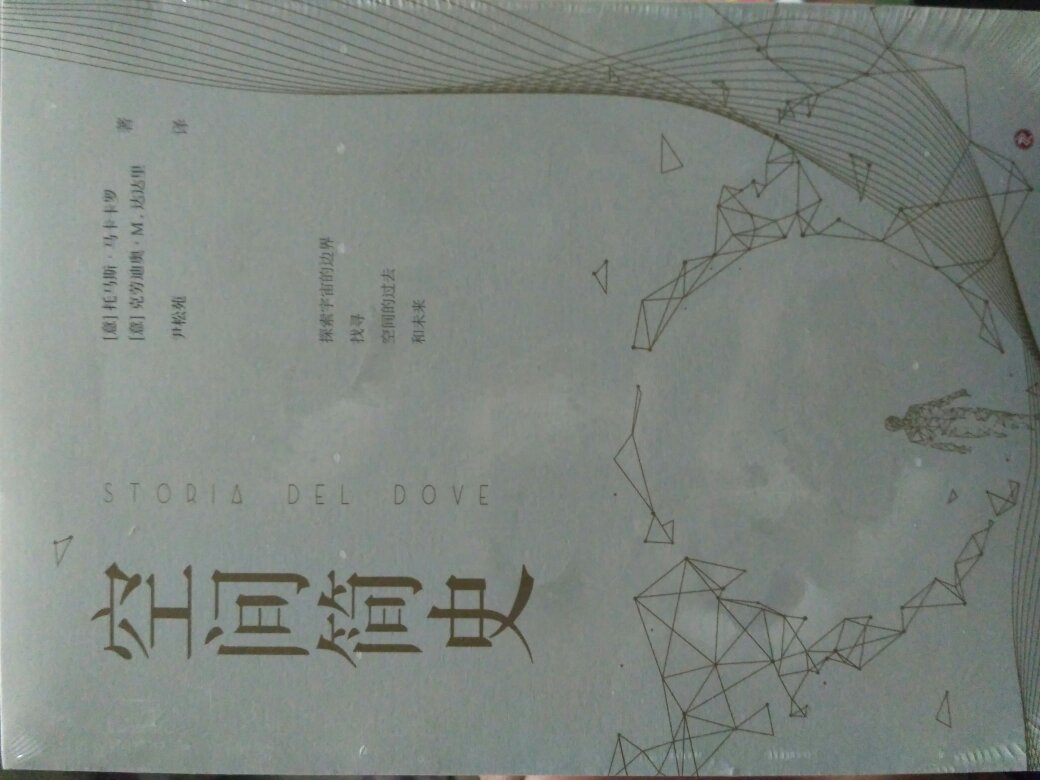 空间简史
STORIA DEL DOVE
[意] 托马斯·马卡卡罗
[意] 克劳迪奥·M.达达里 著
尹松苑 译
探索宇宙的边界
找寻
空间的过去
和未来